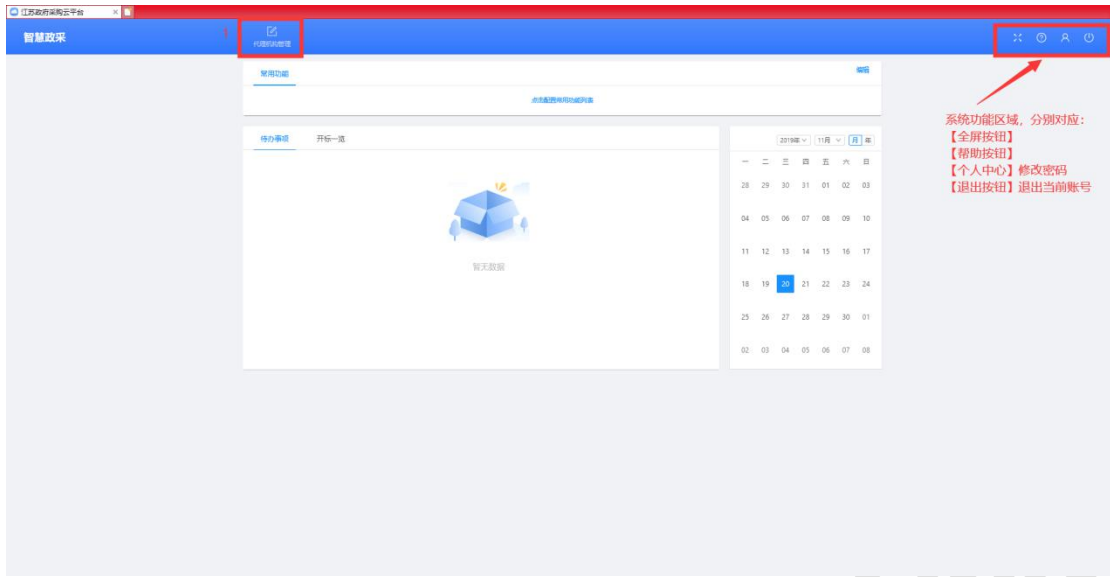 江苏政府采购云平台
智慧政采
代理机构管理
常用功能
编辑
点击配置常用功能列表
待办事项 开标一览
2019年 11月 月 年
一 二 三 四 五 六 日
28 29 30 31 01 02 03
04 05 06 07 08 09 10
11 12 13 14 15 16 17
18 19 20 21 22 23 24
25 26 27 28 29 30 01
02 03 04 05 06 07 08
暂无数据
系统功能区域，分别对应：
【全屏按钮】
【帮助按钮】
【个人中心】修改密码
【退出按钮】退出当前账号